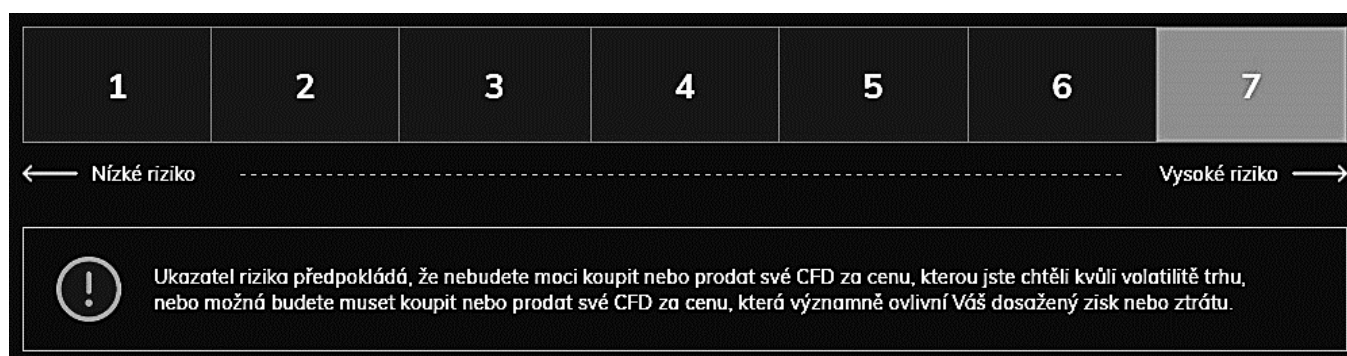 1 2 3 4 5 6 7
← Nízké riziko Vysoké riziko →
Ukazatel rizika předpokládá, že nebudete moci koupit nebo prodat své CFD za cenu, kterou jste chtěli kvůli volatilitě trhu,
nebo možná budete muset koupit nebo prodat své CFD za cenu, která významně ovlivní Váš dosažený zisk nebo ztrátu.